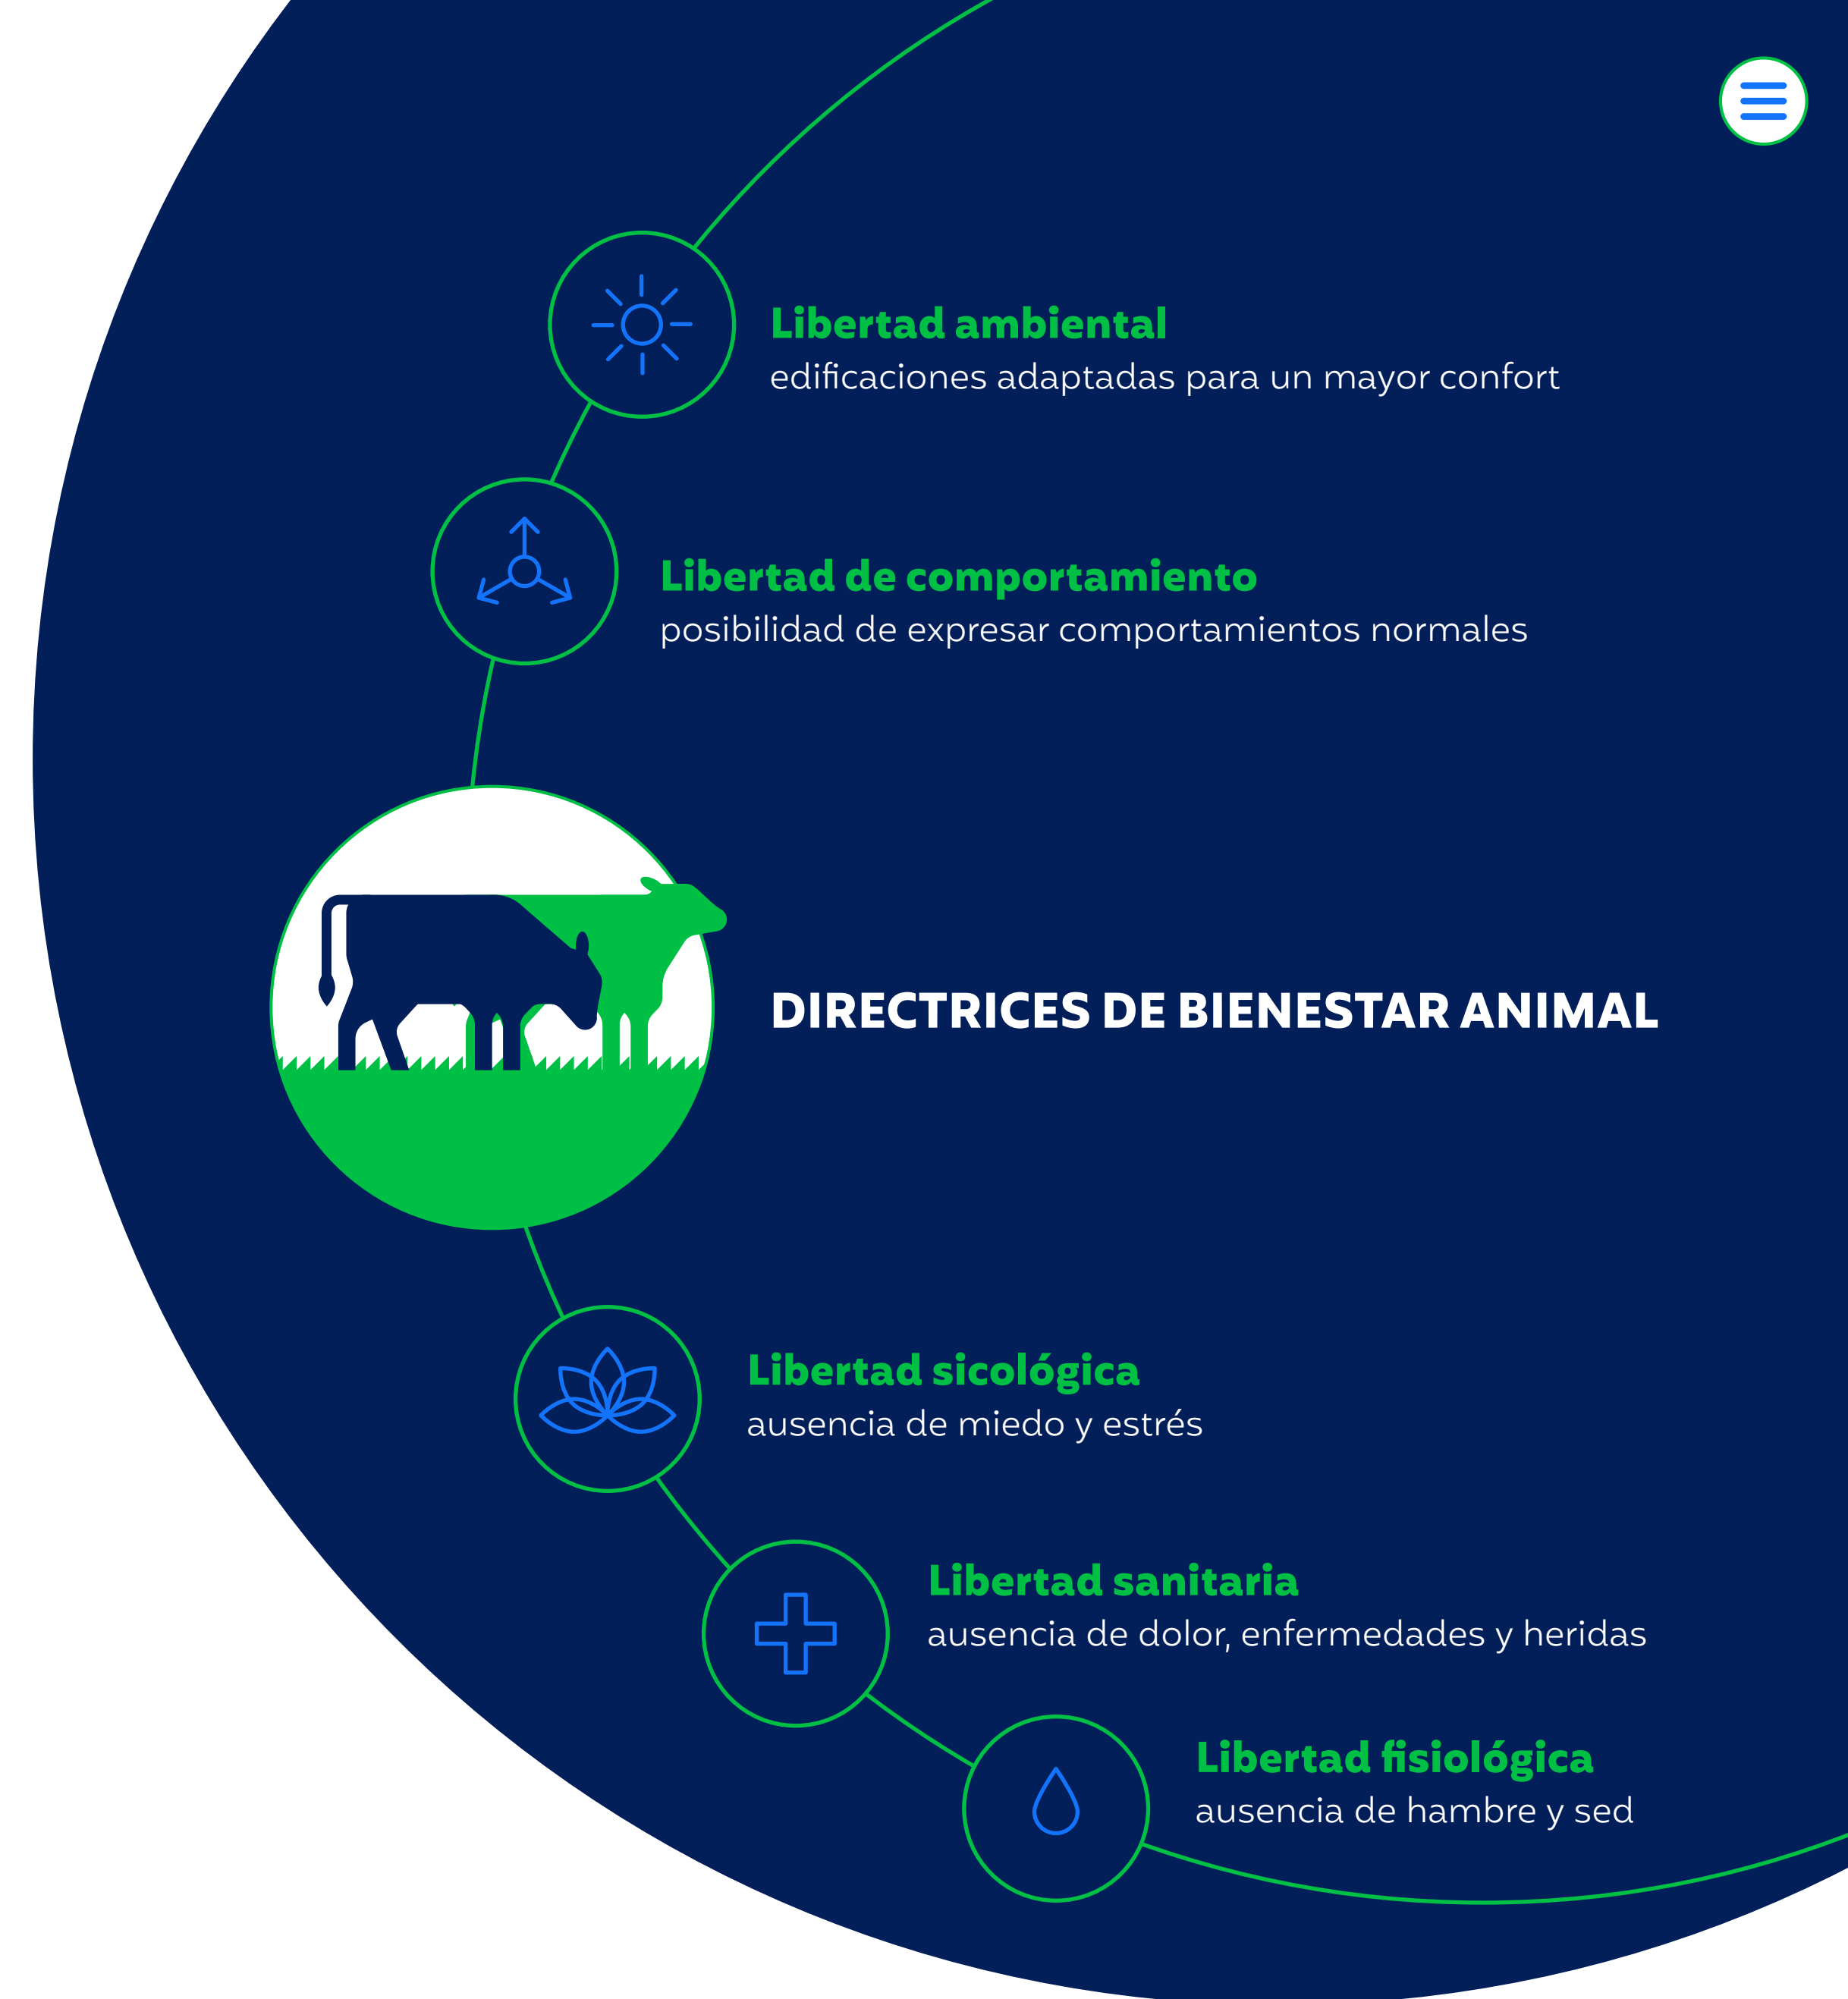 Libertad ambiental
edificaciones adaptadas para un mayor confort
Libertad de comportamiento
posibilidad de expresar comportamientos normales
DIRECTRICES DE BIENESTAR ANIMAL
Libertad sicológica
ausencia de miedo y estrés
Libertad sanitaria
ausencia de dolor, enfermedades y heridas
Libertad fisiológica
ausencia de hambre y sed